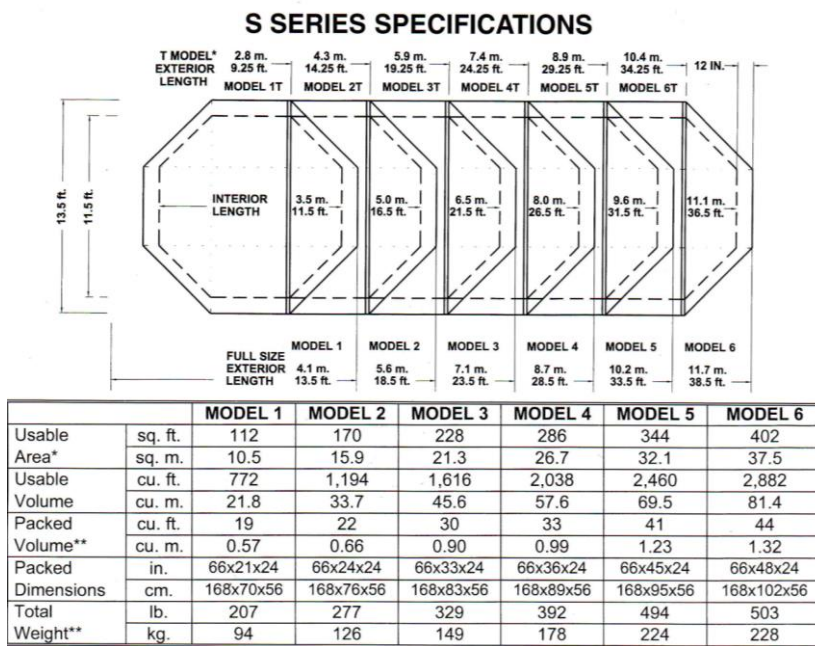 S SERIES SPECIFICATIONS
T MODEL* EXTERIOR LENGTH
2.8 m. 4.3 m. 5.9 m. 7.4 m. 8.9 m. 10.4 m.
9.25 ft. 14.25 ft. 19.25 ft. 24.25 ft. 29.25 ft. 34.25 ft. 12 IN.
MODEL 1T MODEL 2T MODEL 3T MODEL 4T MODEL 5T MODEL 6T
13.5 ft.
11.5 ft.
INTERIOR LENGTH
3.5 m. 5.0 m. 6.5 m. 8.0 m. 9.6 m. 11.1 m.
11.5 ft. 16.5 ft. 21.5 ft. 26.5 ft. 31.5 ft. 36.5 ft.
MODEL 1 MODEL 2 MODEL 3 MODEL 4 MODEL 5 MODEL 6
FULL SIZE EXTERIOR LENGTH
4.1 m. 5.6 m. 7.1 m. 8.7 m. 10.2 m. 11.7 m.
13.5 ft. 18.5 ft. 23.5 ft. 28.5 ft. 33.5 ft. 38.5 ft.
MODEL 1 MODEL 2 MODEL 3 MODEL 4 MODEL 5 MODEL 6
Usable sq. ft. 112 170 228 286 344 402
Area* sq. m. 10.5 15.9 21.3 26.7 32.1 37.5
Usable cu. ft. 772 1,194 1,616 2,038 2,460 2,882
Volume cu. m. 21.8 33.7 45.6 57.6 69.5 81.4
Packed cu. ft. 19 22 30 33 41 44
Volume** cu. m. 0.57 0.66 0.90 0.99 1.23 1.32
Packed in. 66x21x24 66x24x24 66x33x24 66x36x24 66x45x24 66x48x24
Dimensions cm. 168x70x56 168x76x56 168x83x56 168x89x56 168x95x56 168x102x56
Total lb. 207 277 329 392 494 503
Weight** kg. 94 126 149 178 224 228